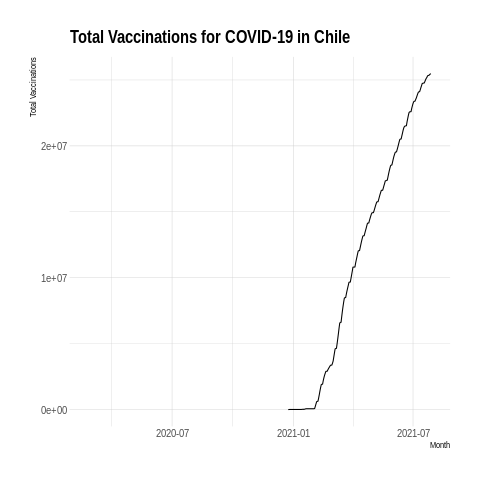 Total Vaccinations for COVID-19 in Chile
Total Vaccinations
2e+07
1e+07
0e+00
2020-07 2021-01 2021-07
Month